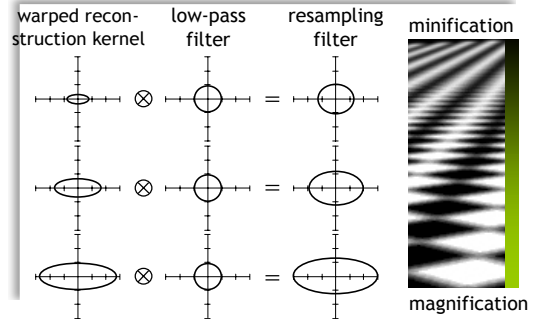 warped recon-
struction kernel
low-pass
filter
resampling
filter
minification
⊗ =
⊗ =
⊗ =
magnification